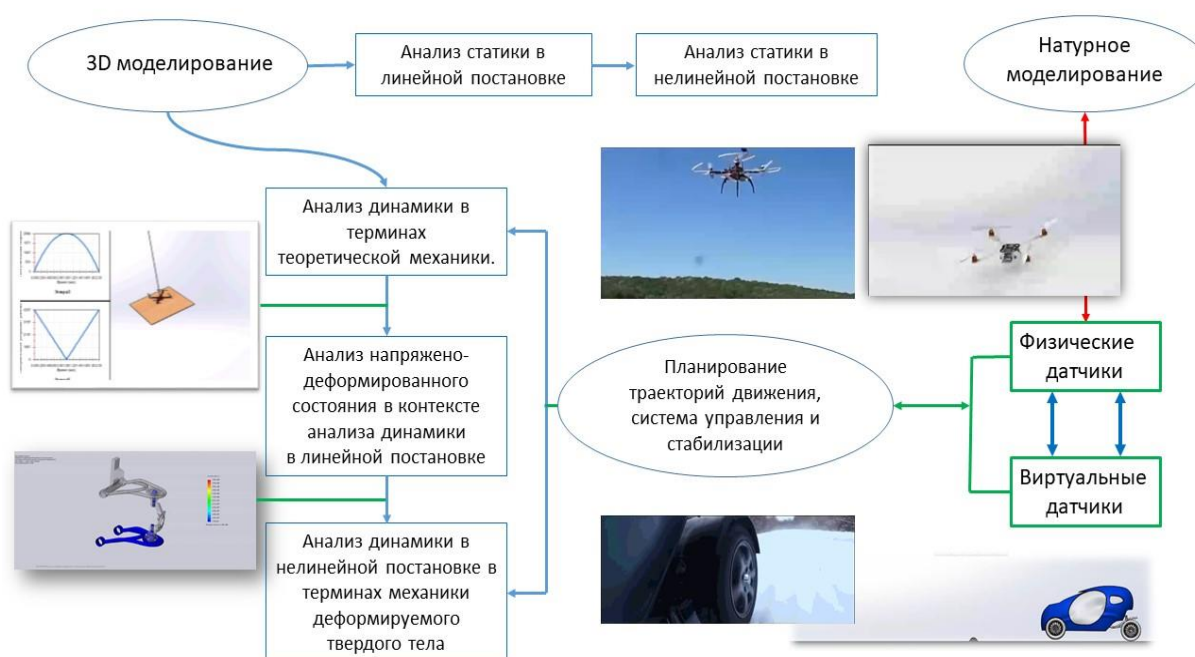 3D моделирование
Анализ статики в
линейной постановке
Анализ статики в
нелинейной постановке
Натурное
моделирование
Анализ динамики в
терминах
теоретической механики.
Анализ напряжено-
деформированного
состояния в контексте
анализа динамики
в линейной постановке
Анализ динамики в
нелинейной постановке в
терминах механики
деформируемого
твердого тела
Планирование
траекторий движения,
система управления и
стабилизации
Физические
датчики
Виртуальные
датчики